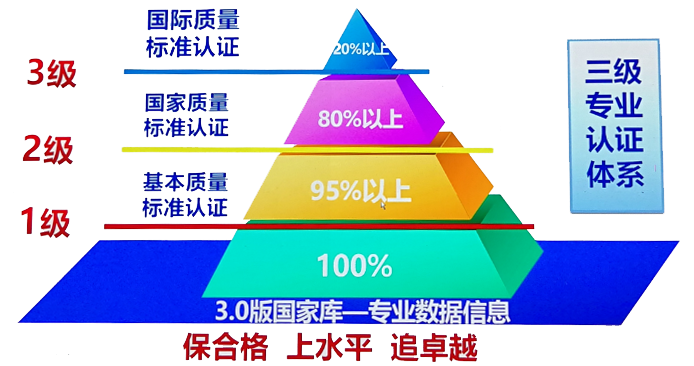 国际质量
标准认证
20%以上
3级
国家质量
标准认证
80%以上
2级
基本质量
标准认证
95%以上
1级
100%
3.0版国家库—专业数据信息
保合格 上水平 追卓越
三级
专业
认证
体系